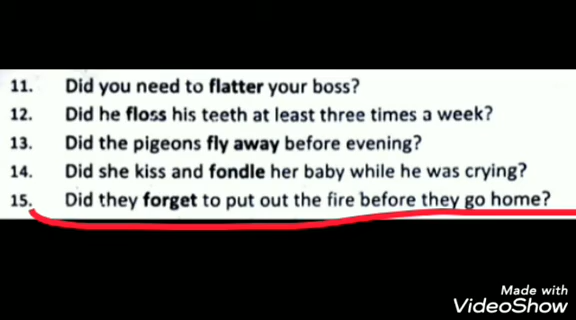 11. Did you need to flatter your boss?
12. Did he floss his teeth at least three times a week?
13. Did the pigeons fly away before evening?
14. Did she kiss and fondle her baby while he was crying?
15. Did they forget to put out the fire before they go home?
Made with
VideoShow